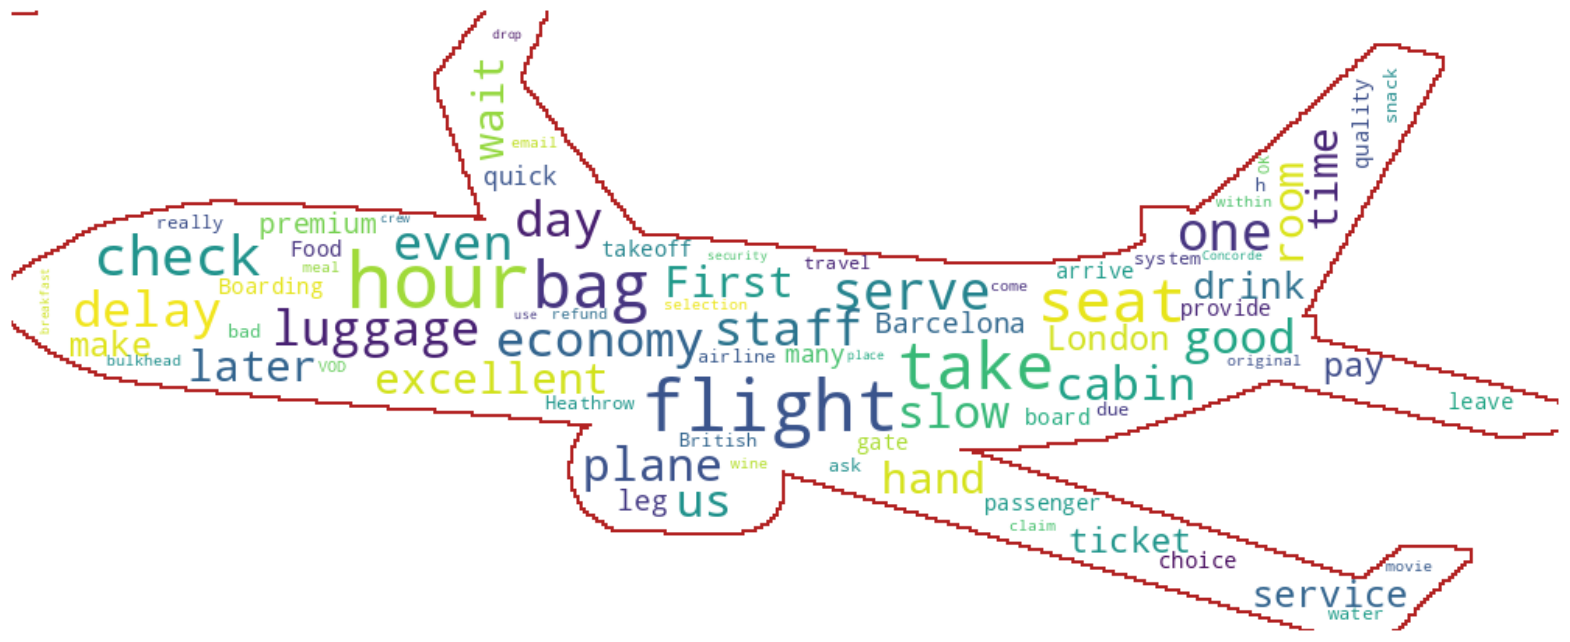 drop
wait
email
quick
snack
quality
time
OK
room
h
within
one
system
Concorde
really
premium
crew
check
Food
even
day
takeoff
security
travel
meal
hour
bag
First
serve
come
arrive
drink
breakfast
Boarding
delay
selection
seat
provide
bad
luggage
use
refund
economy
staff
Barcelona
London
good
make
bulkhead
later
VOD
excellent
airline
many
place
take
cabin
original
pay
Heathrow
flight
slow
board
due
leave
British
gate
plane
wine
ask
hand
leg
us
passenger
claim
ticket
choice
movie
service
water